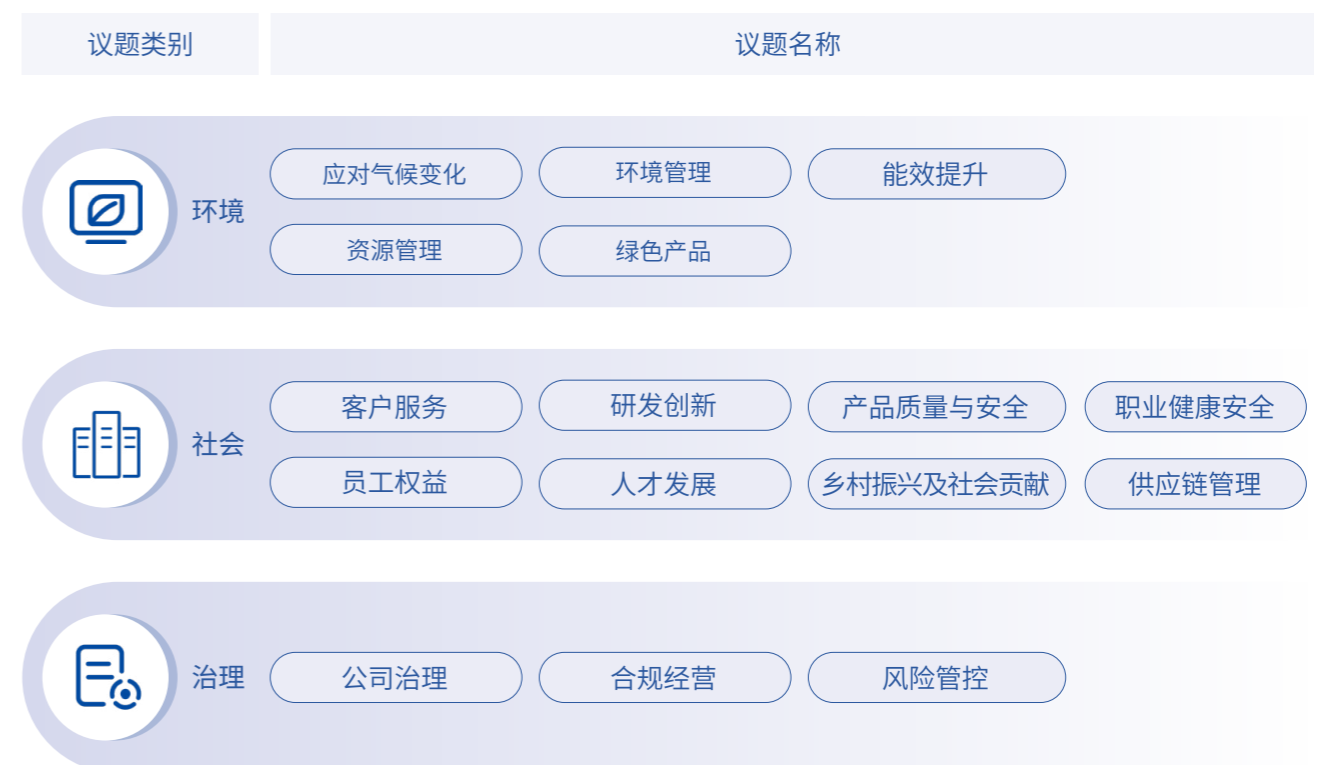 议题类别 议题名称
环境
应对气候变化 环境管理 能效提升
资源管理 绿色产品
社会
客户服务 研发创新 产品质量与安全 职业健康安全
员工权益 人才发展 乡村振兴及社会贡献 供应链管理
治理
公司治理 合规经营 风险管控